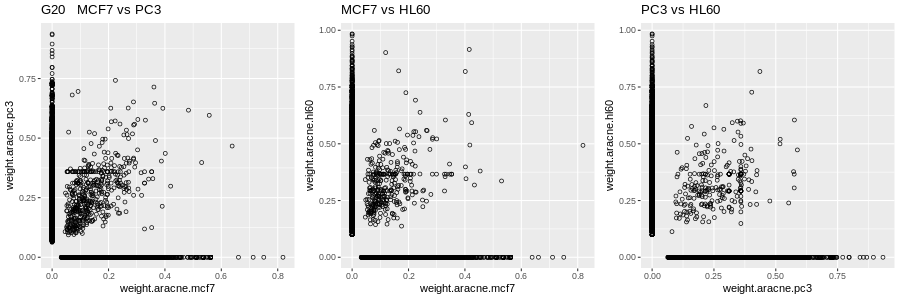 G20 MCF7 vs PC3
MCF7 vs HL60
PC3 vs HL60
weight.aracne.pc3
0.75
0.50
0.25
0.00
0.0 0.2 0.4 0.6 0.8
weight.aracne.mcf7
weight.aracne.hl60
1.00
0.75
0.50
0.25
0.00
0.0 0.2 0.4 0.6 0.8
weight.aracne.mcf7
weight.aracne.hl60
1.00
0.75
0.50
0.25
0.00
0.00 0.25 0.50 0.75
weight.aracne.pc3